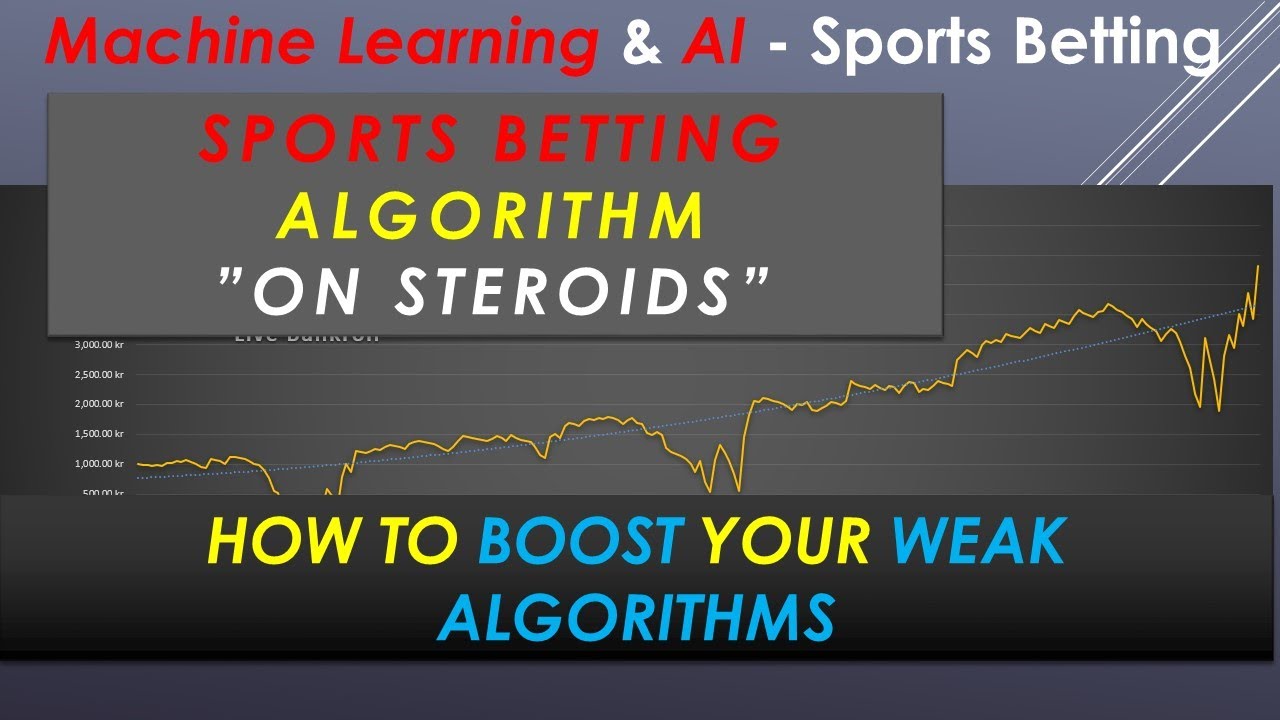 Machine Learning & AI - Sports Betting
SPORTS BETTING
ALGORITHM
”ON STEROIDS”
3,000.00 kr
2,500.00 kr
2,000.00 kr
1,500.00 kr
1,000.00 kr
500.00 kr
HOW TO BOOST YOUR WEAK
ALGORITHMS